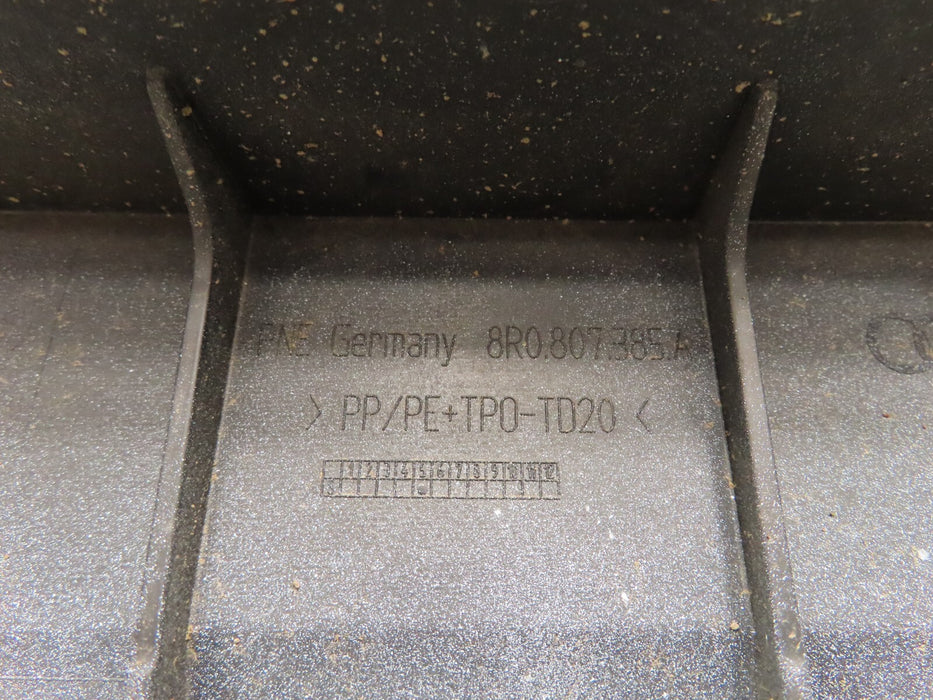 PNE Germany 8R0.807.385.A
> PP/PE+TPO-TD20 <
1 2 3 4 5 6 7 8 9 10 11 12